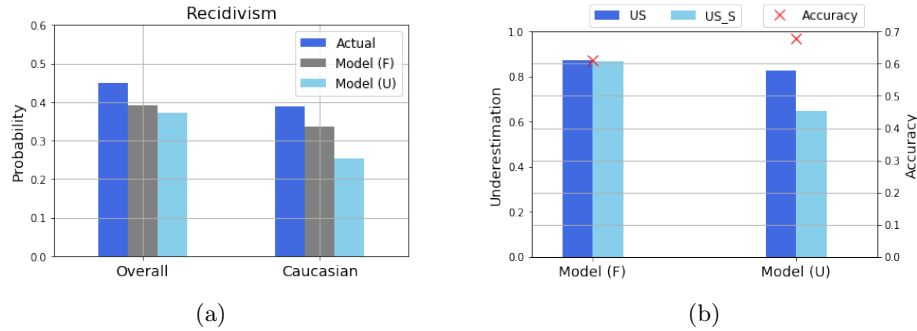 Recidivism
0.6
0.5
0.4
0.3
0.2
0.1
0.0
Probability
Actual
Model (F)
Model (U)
Overall Caucasian
(a)
US US_S Accuracy
1.0
0.8
0.6
0.4
0.2
0.0
Underestimation
0.7
0.6
0.5
0.4
0.3
0.2
0.1
0.0
Accuracy
Model (F) Model (U)
(b)